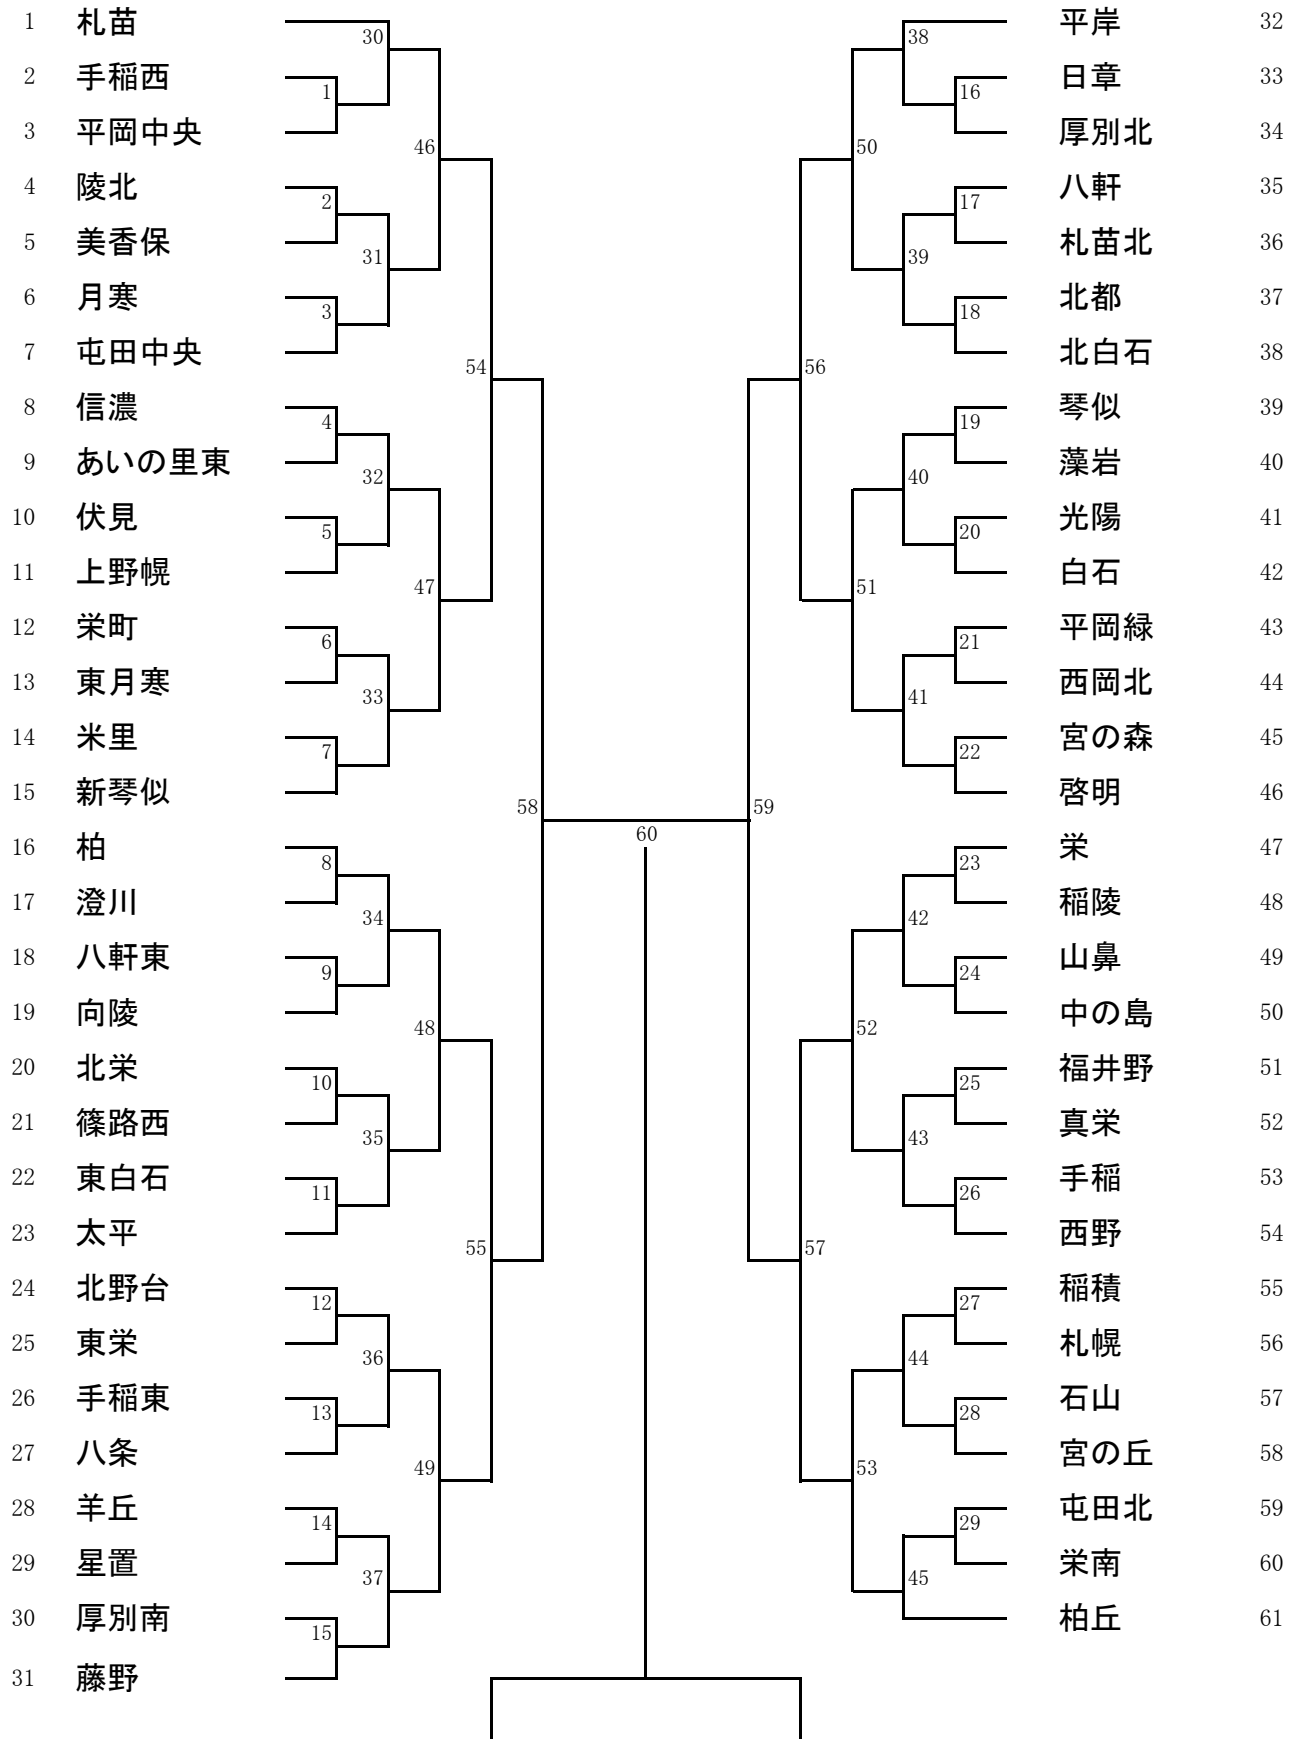 1 札苗 30 38 平岸 32
2 手稲西 1 16 日章 33
3 平岡中央 46 50 厚別北 34
4 陵北 2 17 八軒 35
5 美香保 31 39 札苗北 36
6 月寒 3 18 北都 37
7 屯田中央 54 56 北白石 38
8 信濃 4 19 琴似 39
9 あいの里東 32 40 藻岩 40
10 伏見 5 20 光陽 41
11 上野幌 47 51 白石 42
12 栄町 6 21 平岡緑 43
13 東月寒 33 41 西岡北 44
14 米里 7 22 宮の森 45
15 新琴似 58 59 啓明 46
60
16 柏 8 23 栄 47
17 澄川 34 42 稲陵 48
18 八軒東 9 24 山鼻 49
19 向陵 48 52 中の島 50
20 北栄 10 25 福井野 51
21 篠路西 35 43 真栄 52
22 東白石 11 26 手稲 53
23 太平 55 57 西野 54
24 北野台 12 27 稲積 55
25 東栄 36 44 札幌 56
26 手稲東 13 28 石山 57
27 八条 49 53 宮の丘 58
28 羊丘 14 29 屯田北 59
29 星置 37 45 栄南 60
30 厚別南 15 柏丘 61
31 藤野